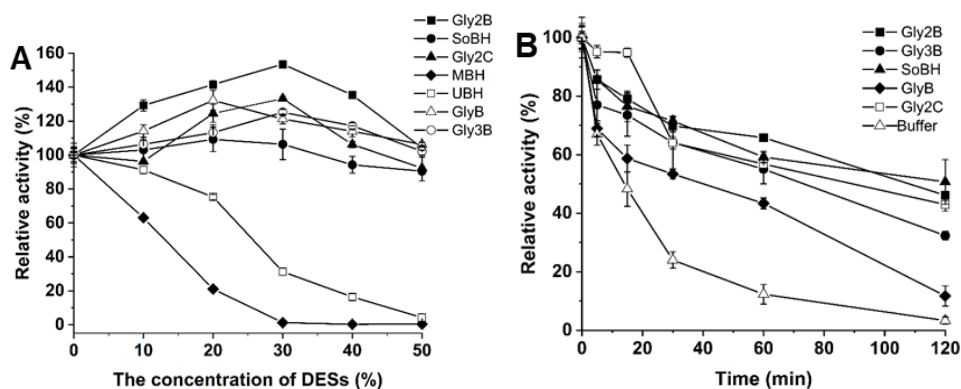 A
Relative activity (%)
160
140
120
100
80
60
40
20
0
0 10 20 30 40 50
The concentration of DESs (%)
Gly2B
SoBH
Gly2C
MBH
UBH
GlyB
Gly3B
B
Relative activity (%)
100
80
60
40
20
0
0 20 40 60 80 100 120
Time (min)
Gly2B
Gly3B
SoBH
GlyB
Gly2C
Buffer